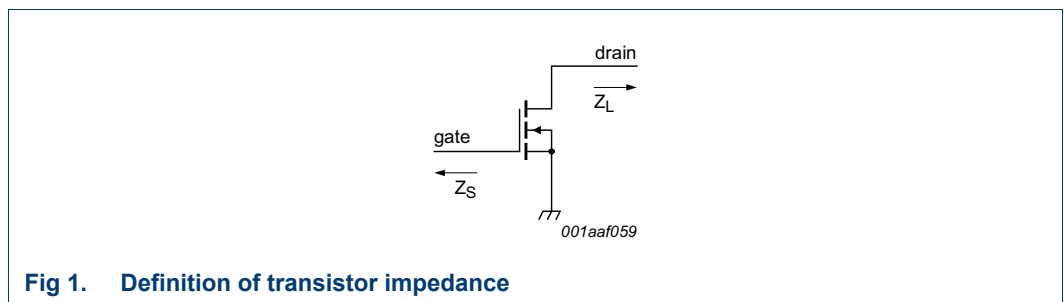 drain
Z_L
gate
Z_S
001aaf059
Fig 1. Definition of transistor impedance